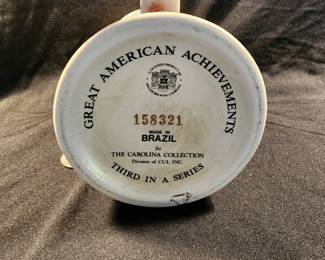 GREAT AMERICAN ACHIEVEMENTS
158321
MADE IN
BRAZIL
for
THE CAROLINA COLLECTION
Division of CUI, INC.
THIRD IN A SERIES